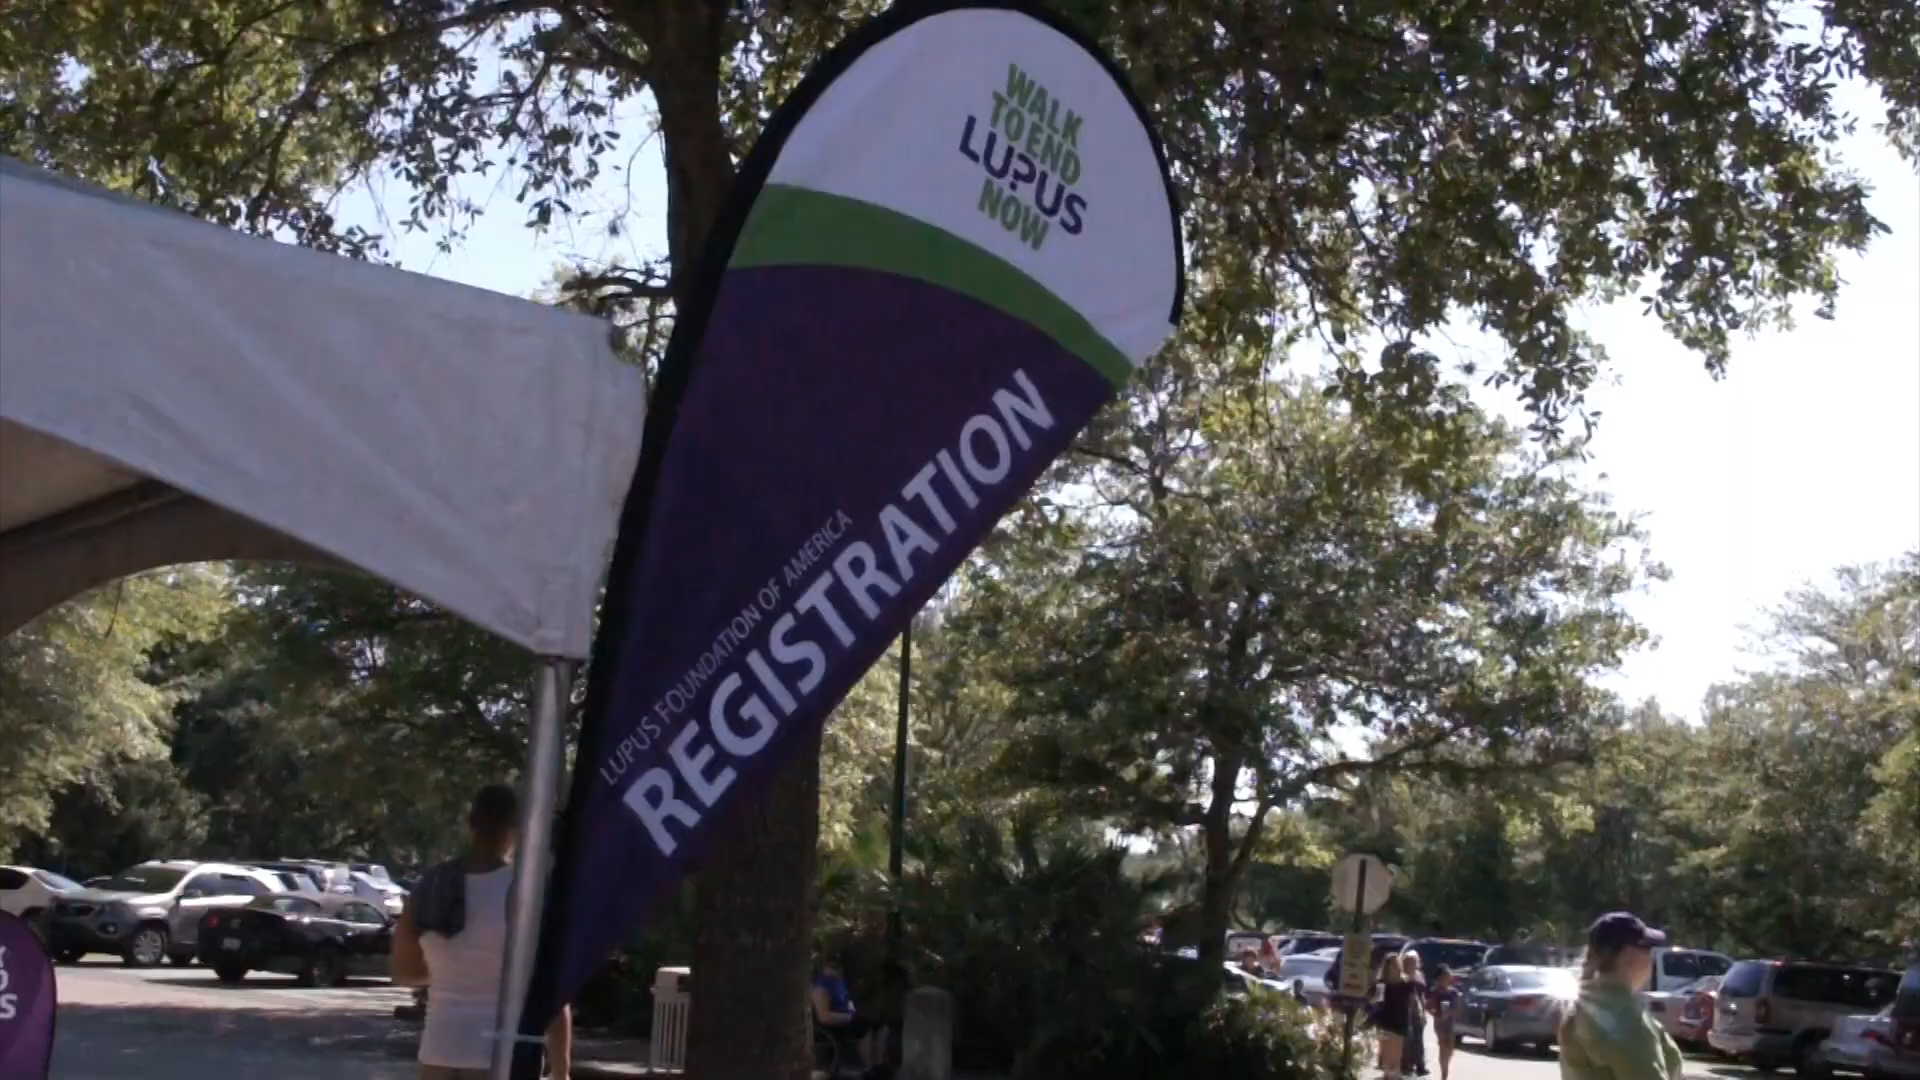 WALK
TO END
LUPUS
NOW
LUPUS FOUNDATION OF AMERICA
REGISTRATION